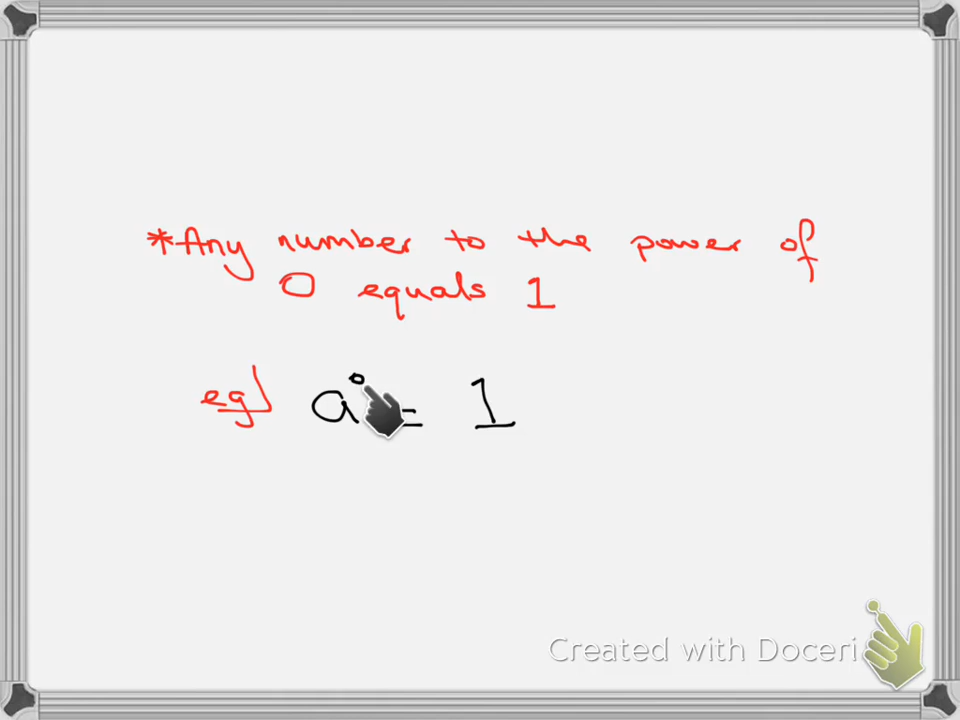 *Any number to the power of
0 equals 1
eg) a⁰ = 1
Created with Doceri